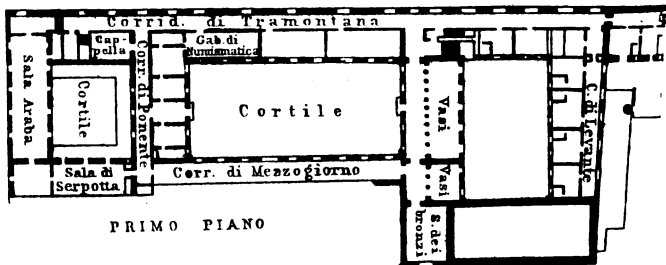 Corrid. di Tramontana
Cap-
pella
Gab. di
Numismatica
Sala Araba
Cortile
Corr. di Ponente
Cortile
Vasi
C. di Levante
Sala di
Serpotta
Corr. di Mezzogiorno
Vasi
S. dei
bronzi
PRIMO PIANO